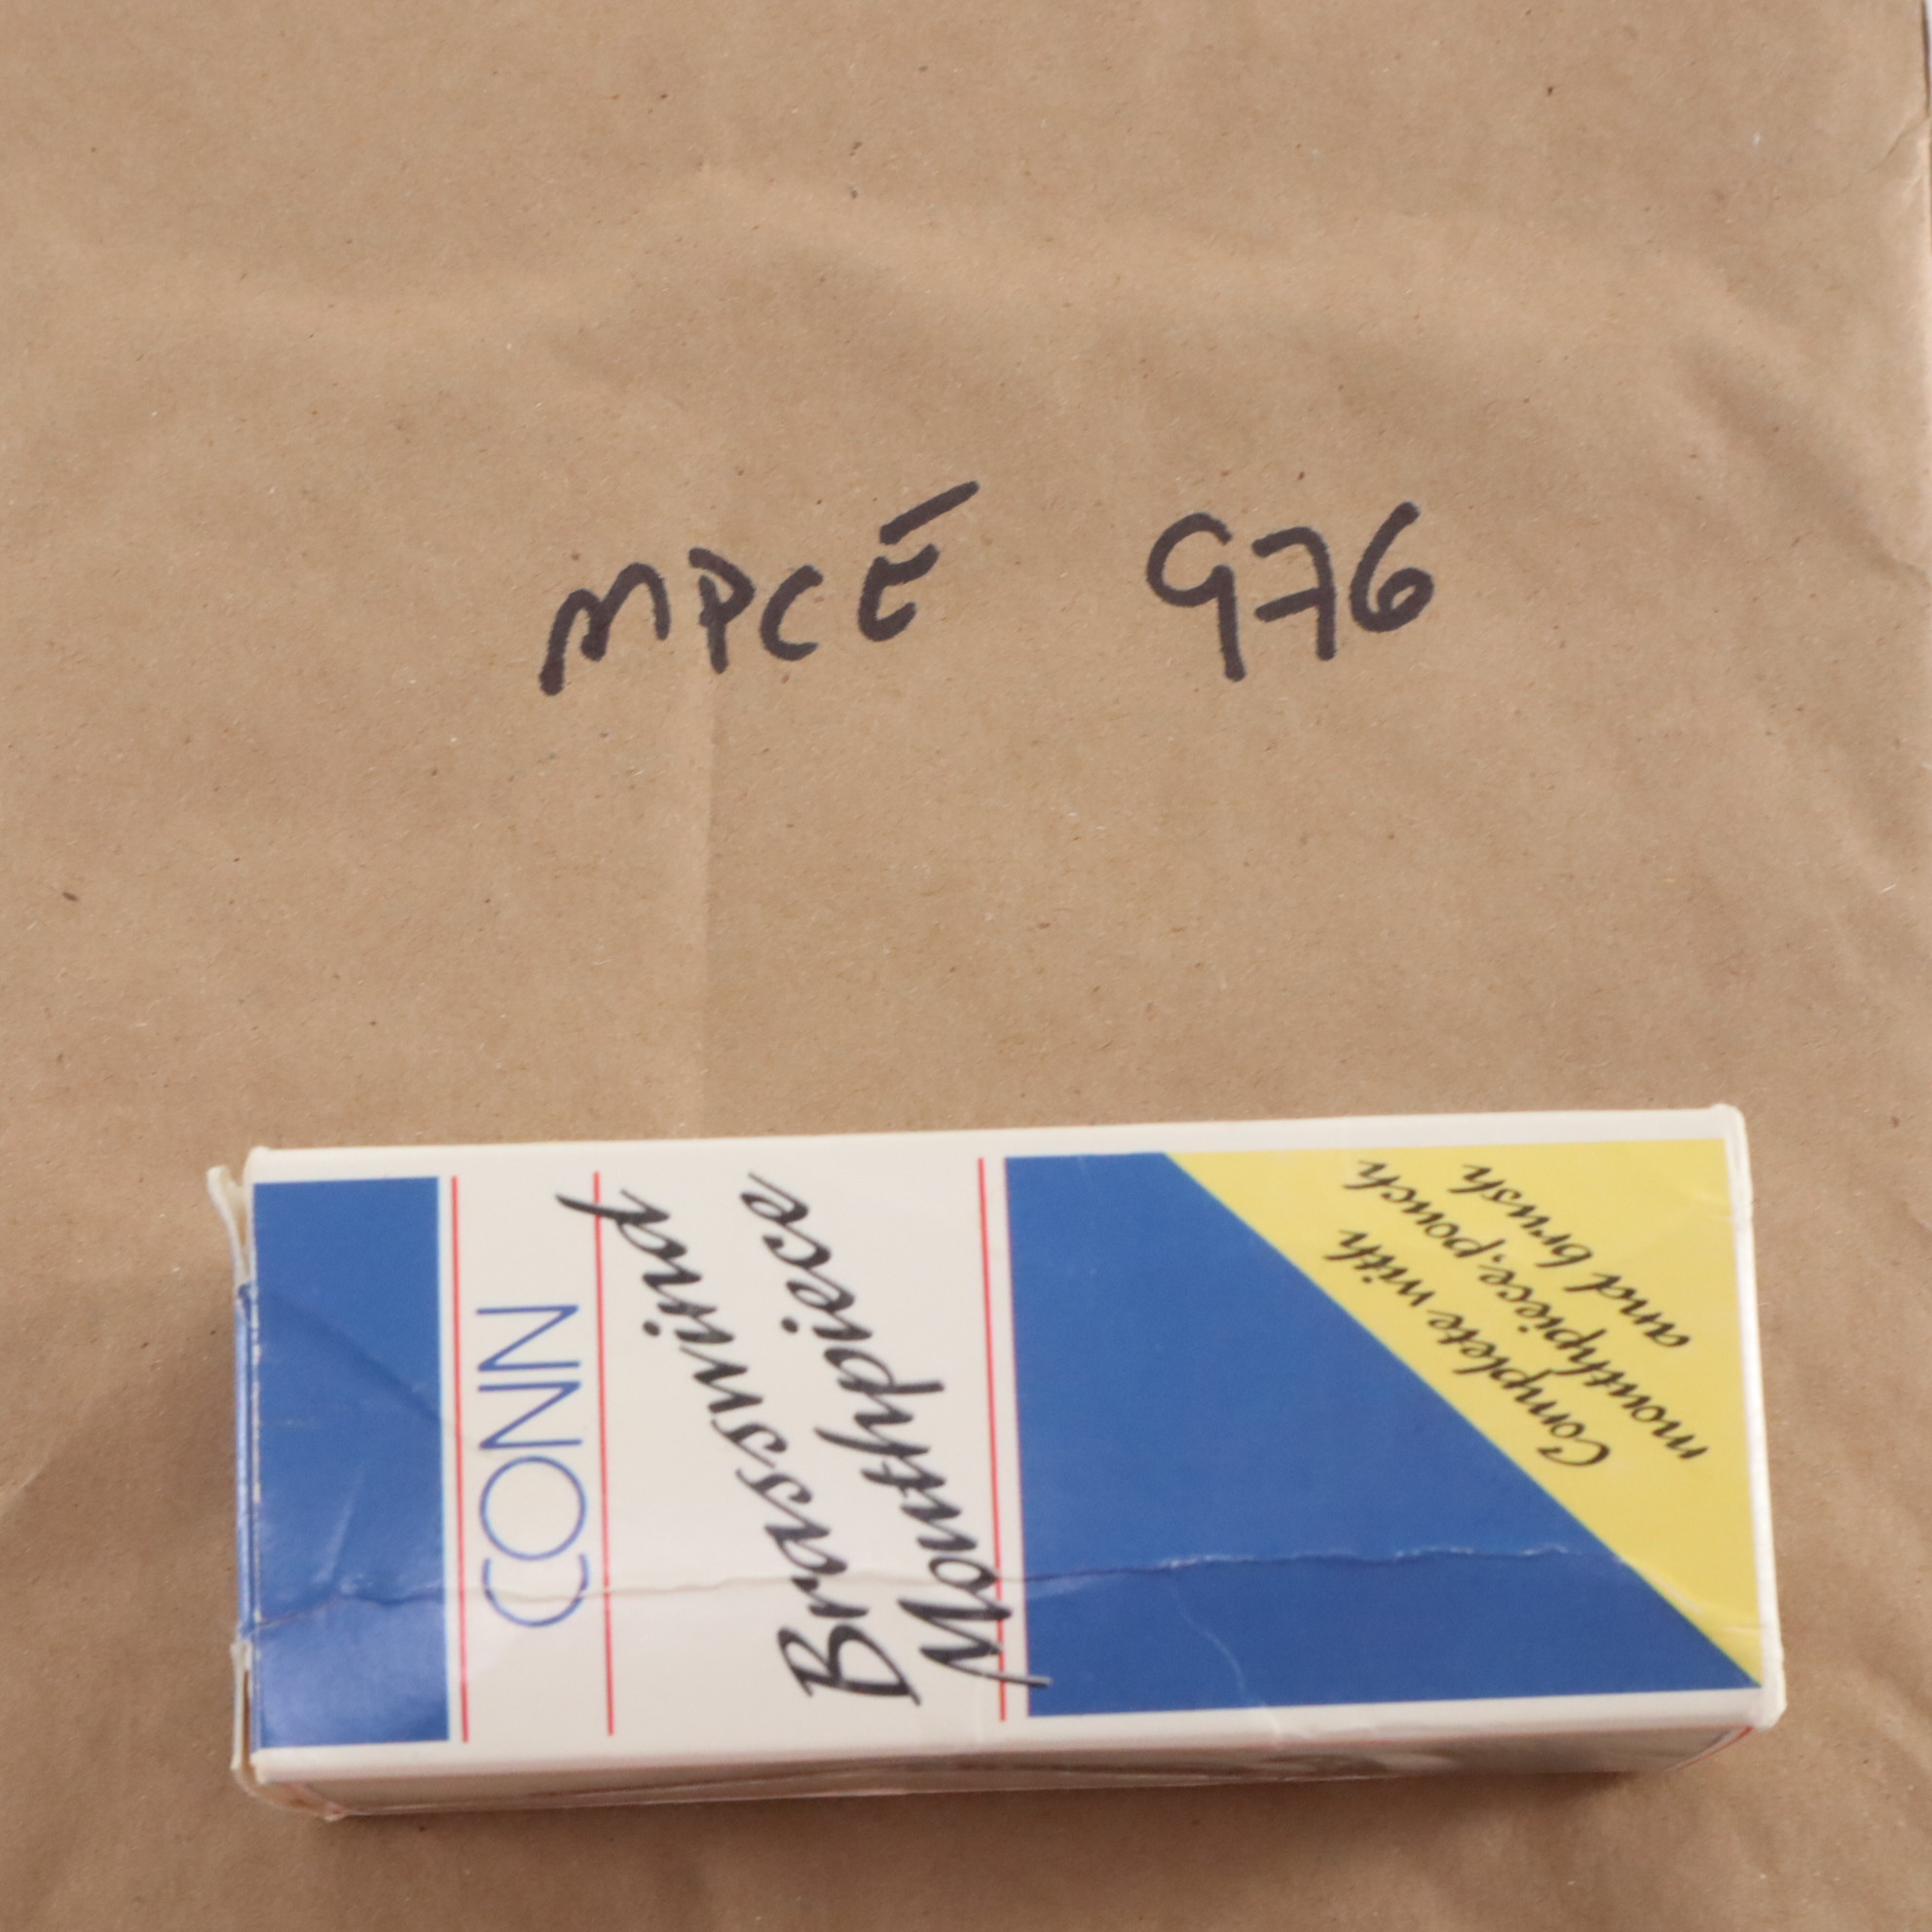 MPCE 976
CONN
Brasswind
Mouthpiece
Complete with
mouthpiece, pouch
and brush